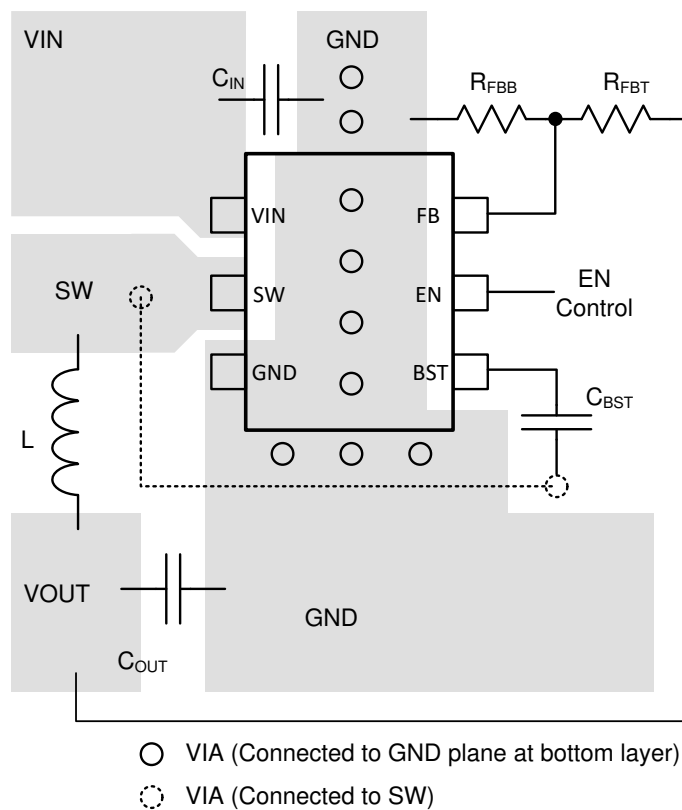 VIN
GND
CIN
RFBB
RFBT
VIN
FB
SW
SW
EN
EN
Control
GND
BST
CBST
L
VOUT
GND
COUT
VIA (Connected to GND plane at bottom layer)
VIA (Connected to SW)